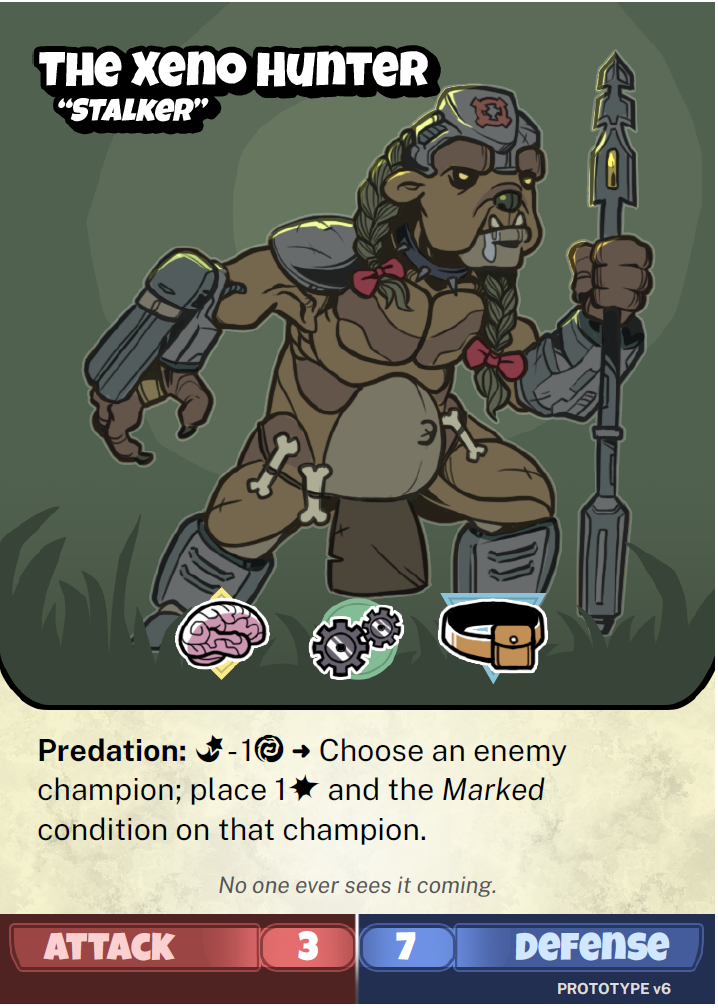 The Xeno Hunter
“Stalker”
Predation: - 1 ➜ Choose an enemy
champion; place 1 and the Marked
condition on that champion.
No one ever sees it coming.
ATTACK 3 7 DEFENSE
PROTOTYPE v6